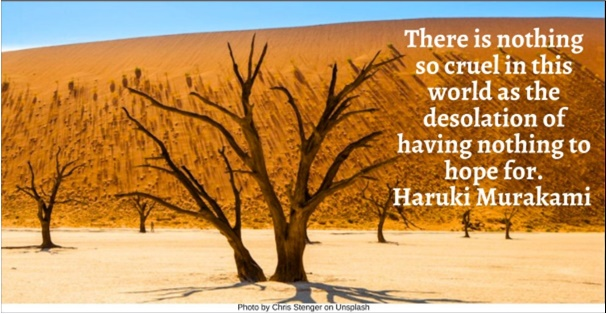 There is nothing
so cruel in this
world as the
desolation of
having nothing to
hope for.
Haruki Murakami
Photo by Chris Stenger on Unsplash